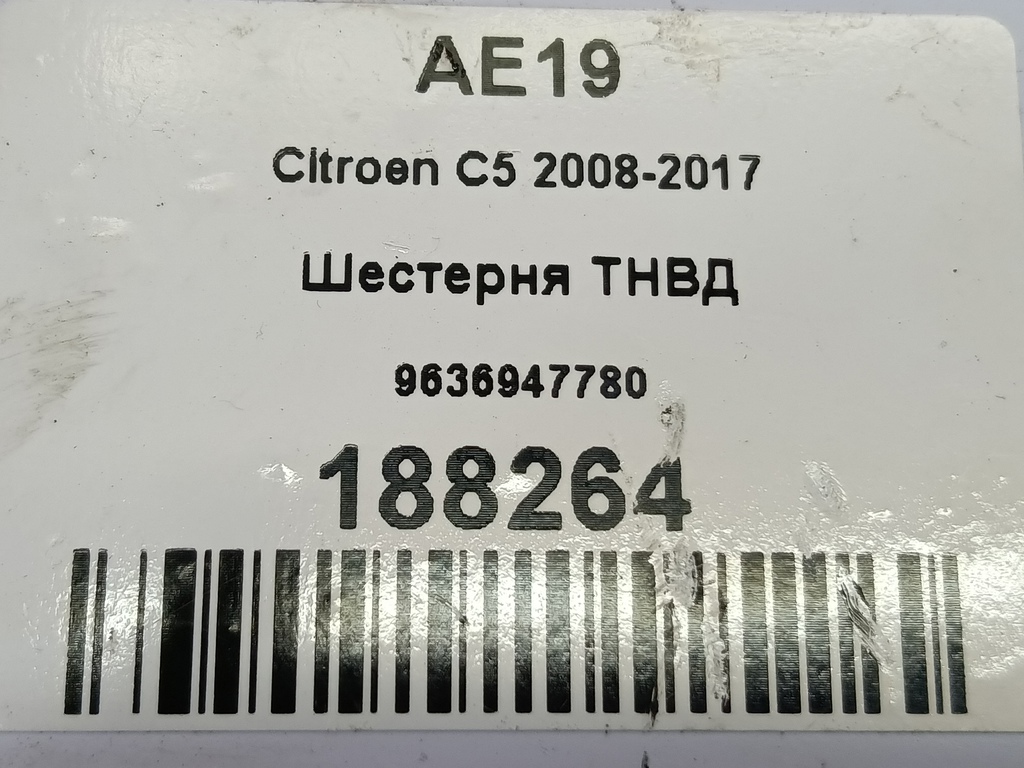 AE19
Citroen C5 2008-2017
Шестерня ТНВД
9636947780
188264